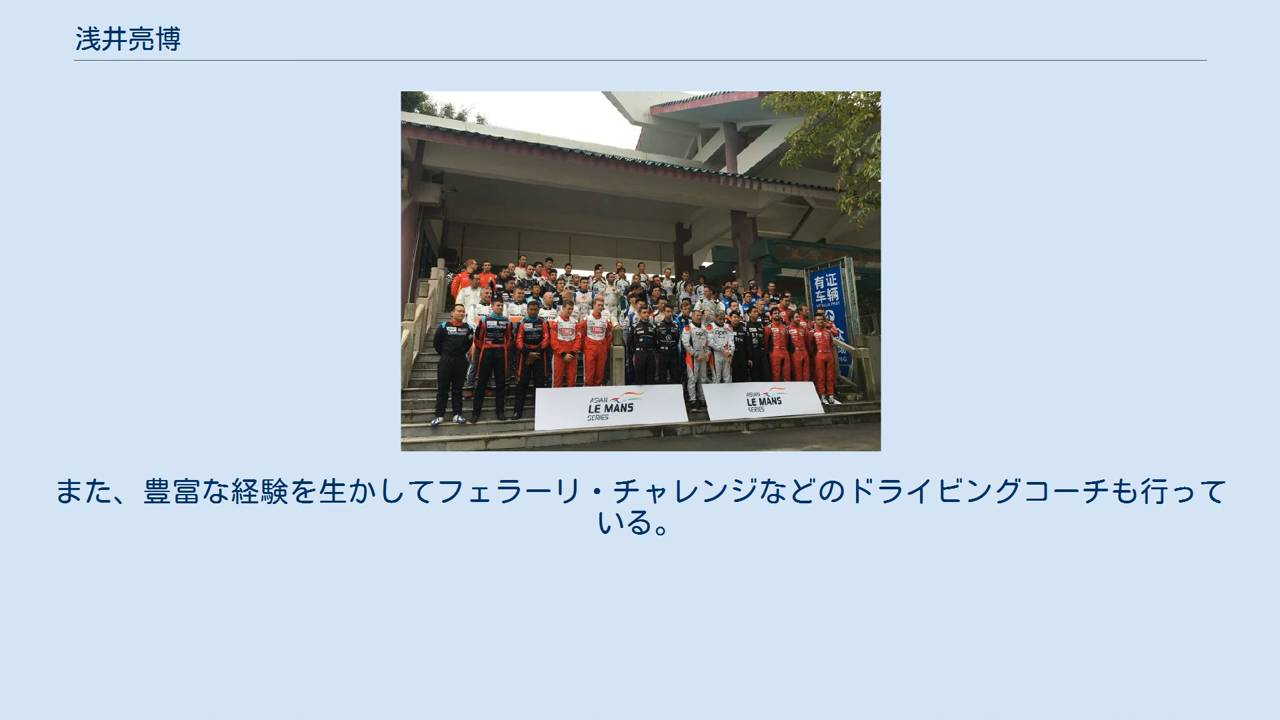 浅井亮博
有证
车辆
ASIAN
LE MANS
SERIES
ASIAN
LE MANS
SERIES
また、豊富な経験を生かしてフェラーリ・チャレンジなどのドライビングコーチも行って
いる。